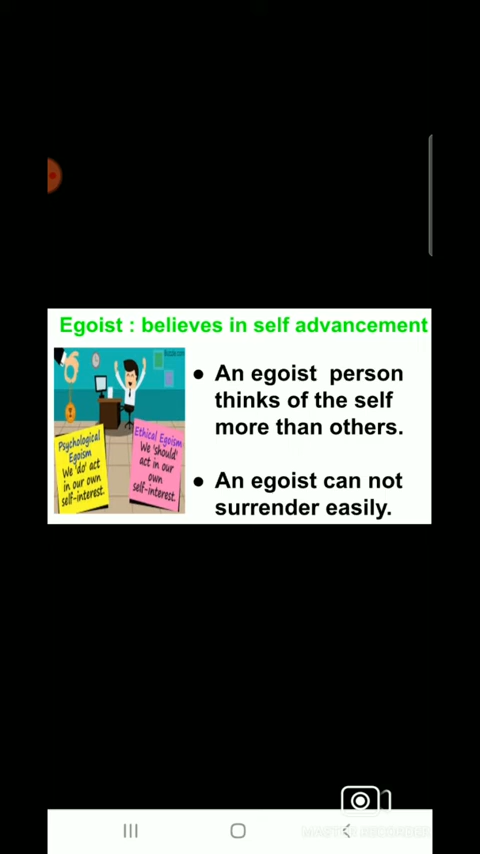 Egoist : believes in self advancement
Psychological
Egoism
We 'do' act
in our own
self-interest.
Ethical Egoism
We 'should'
act in our
own
self-interest.
• An egoist person
thinks of the self
more than others.
• An egoist can not
surrender easily.
MASTER RECORDER